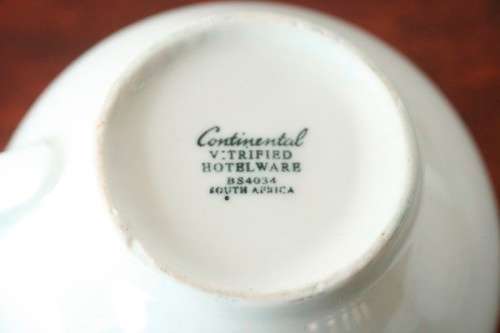 Continental
VITRIFIED
HOTELWARE
BS4034
SOUTH AFRICA